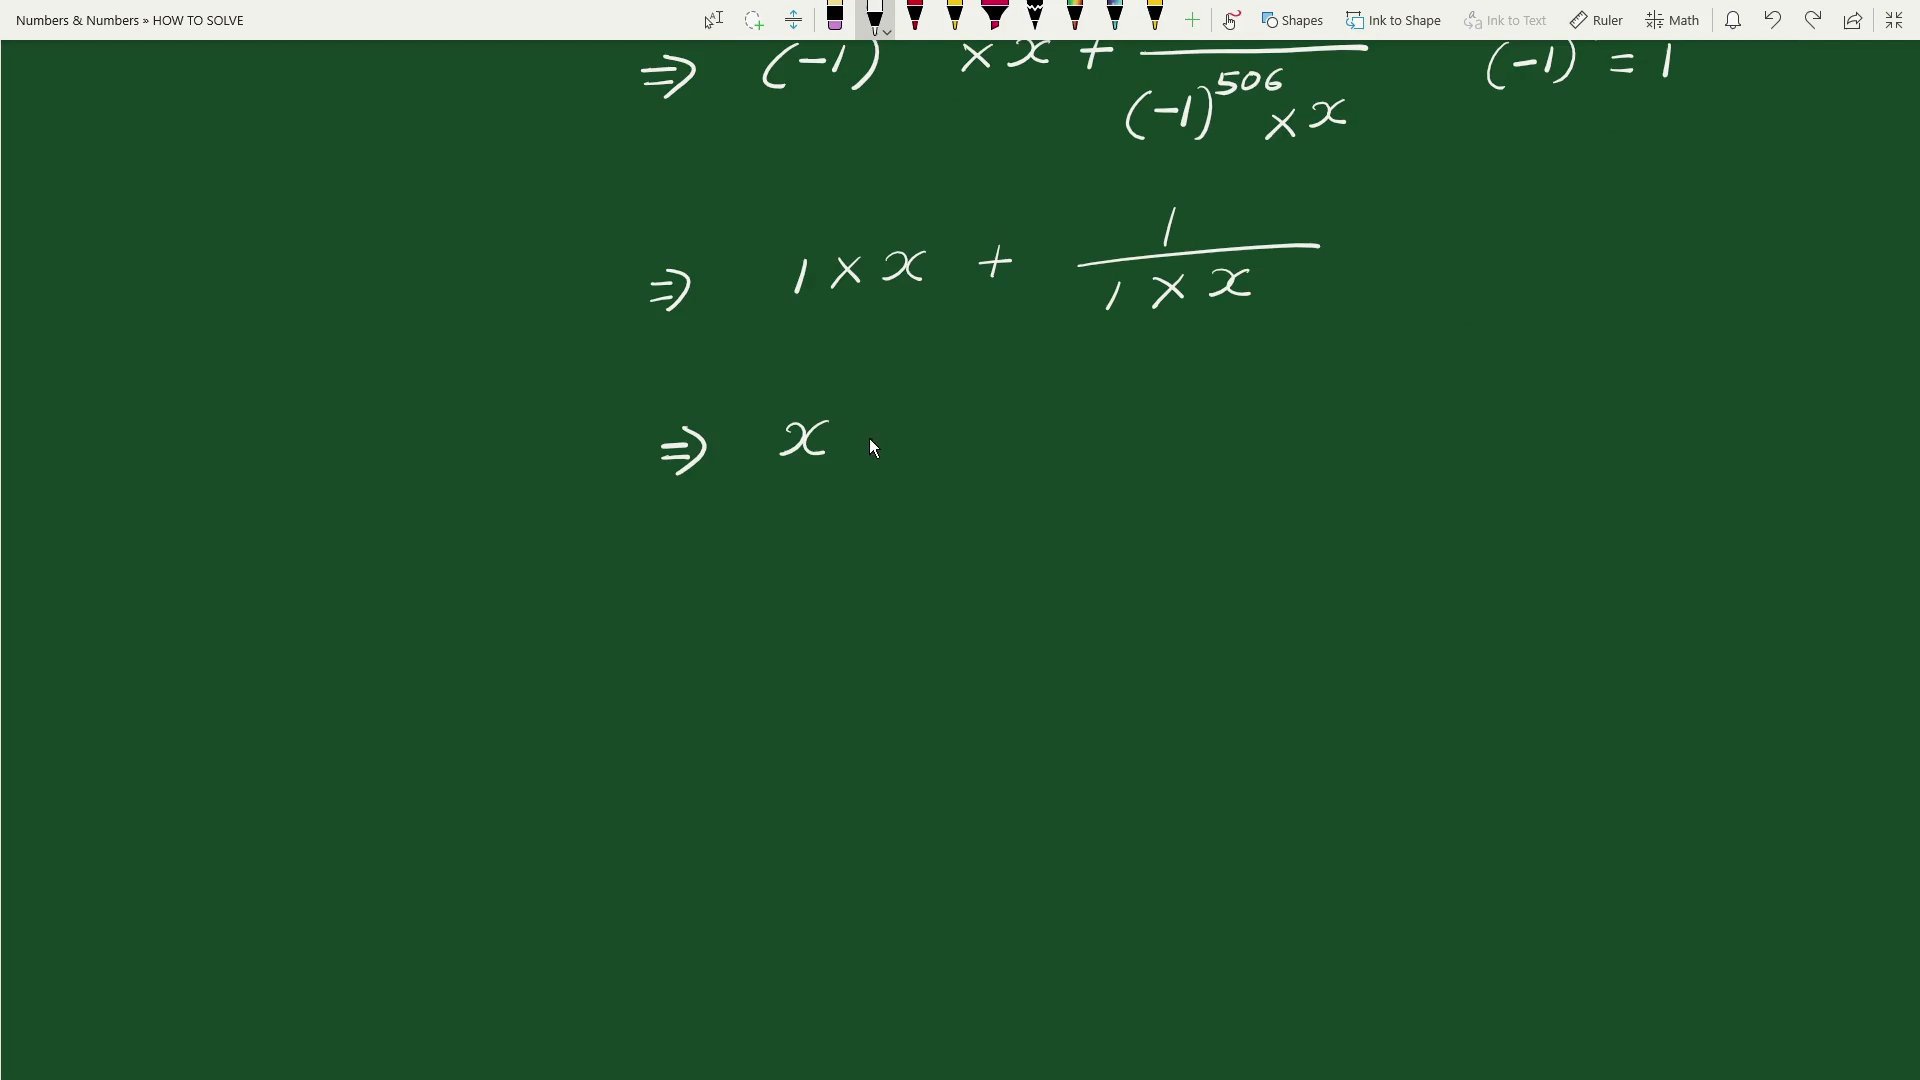 Numbers & Numbers » HOW TO SOLVE
Shapes
Ink to Shape
Ink to Text
Ruler
Math
⇒ (-1) × x + ――― (-1) = 1
(-1)^506 × x
⇒ 1 × x + 1
1 × x
⇒ x